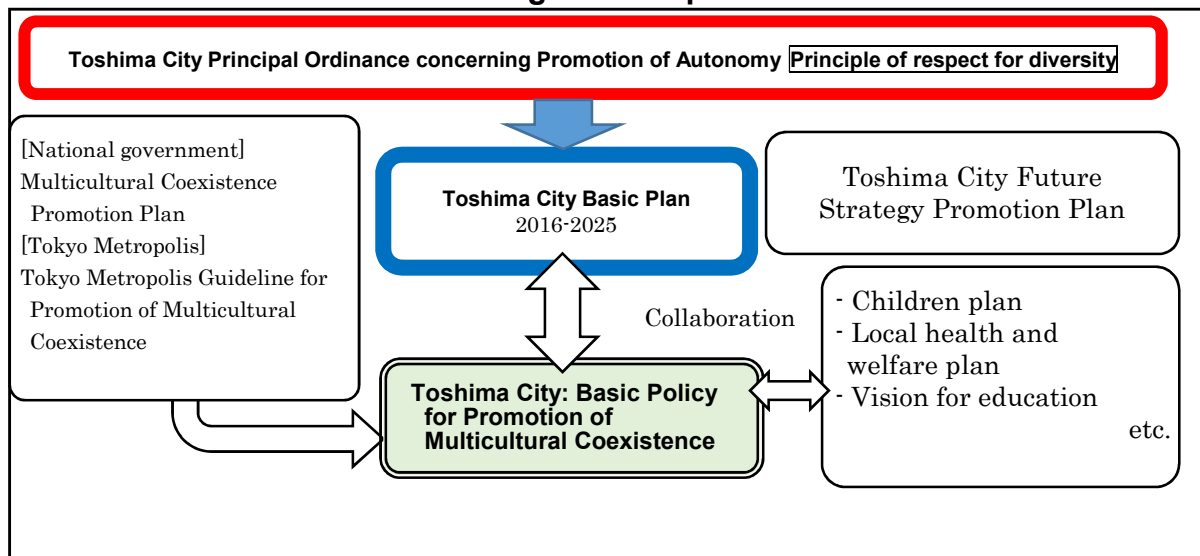 Toshima City Principal Ordinance concerning Promotion of Autonomy Principle of respect for diversity
[National government]
Multicultural Coexistence
Promotion Plan
[Tokyo Metropolis]
Tokyo Metropolis Guideline for
Promotion of Multicultural
Coexistence
Toshima City Basic Plan
2016-2025
Toshima City Future
Strategy Promotion Plan
Collaboration
- Children plan
- Local health and
welfare plan
- Vision for education
etc.
Toshima City: Basic Policy
for Promotion of
Multicultural Coexistence